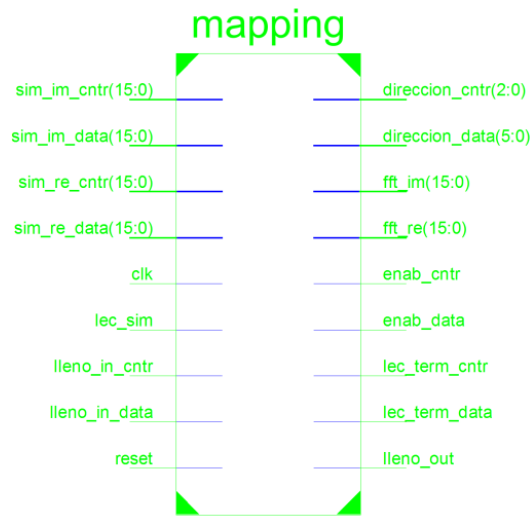 mapping
sim_im_cntr(15:0)
direccion_cntr(2:0)
sim_im_data(15:0)
direccion_data(5:0)
sim_re_cntr(15:0)
fft_im(15:0)
sim_re_data(15:0)
fft_re(15:0)
clk
enab_cntr
lec_sim
enab_data
lleno_in_cntr
lec_term_cntr
lleno_in_data
lec_term_data
reset
lleno_out